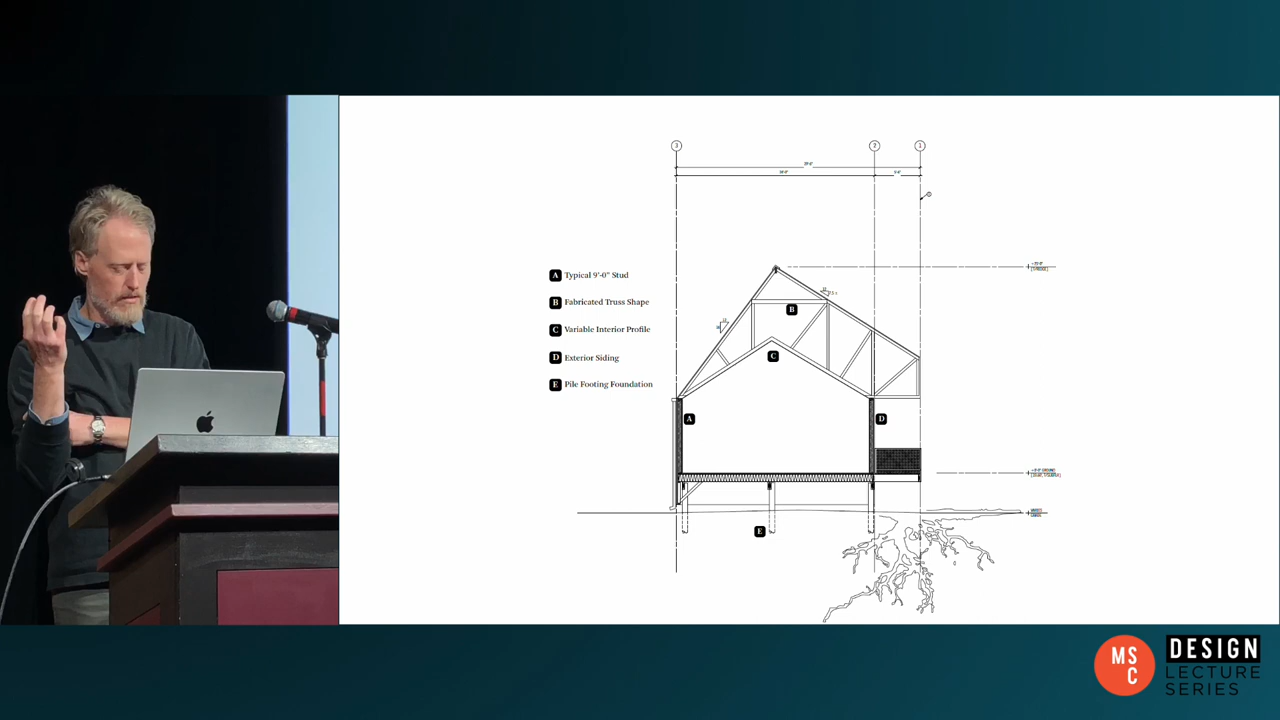 3
2
1
A Typical 9'-0" Stud
B Fabricated Truss Shape
C Variable Interior Profile
D Exterior Siding
E Pile Footing Foundation
B
C
A
D
E
MS
C
DESIGN
LECTURE
SERIES